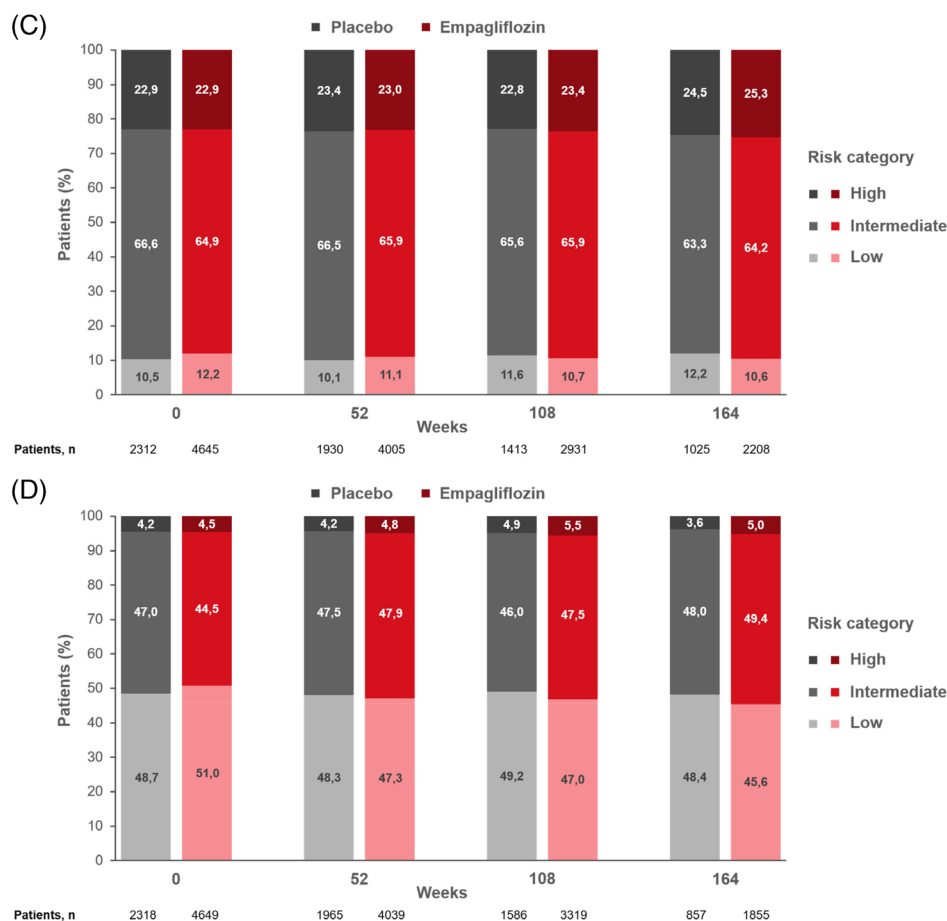 (C)
Placebo Empagliflozin
100
90
80
70
60
50
40
30
20
10
0
Patients (%)
22,9 22,9 23,4 23,0 22,8 23,4 24,5 25,3
66,6 64,9 66,5 65,9 65,6 65,9 63,3 64,2
10,5 12,2 10,1 11,1 11,6 10,7 12,2 10,6
Risk category
High
Intermediate
Low
0 52 108 164
Weeks
Patients, n 2312 4645 1930 4005 1413 2931 1025 2208
(D)
Placebo Empagliflozin
100
90
80
70
60
50
40
30
20
10
0
Patients (%)
4,2 4,5 4,2 4,8 4,9 5,5 3,6 5,0
47,0 44,5 47,5 47,9 46,0 47,5 48,0 49,4
48,7 51,0 48,3 47,3 49,2 47,0 48,4 45,6
Risk category
High
Intermediate
Low
0 52 108 164
Weeks
Patients, n 2318 4649 1965 4039 1586 3319 857 1855